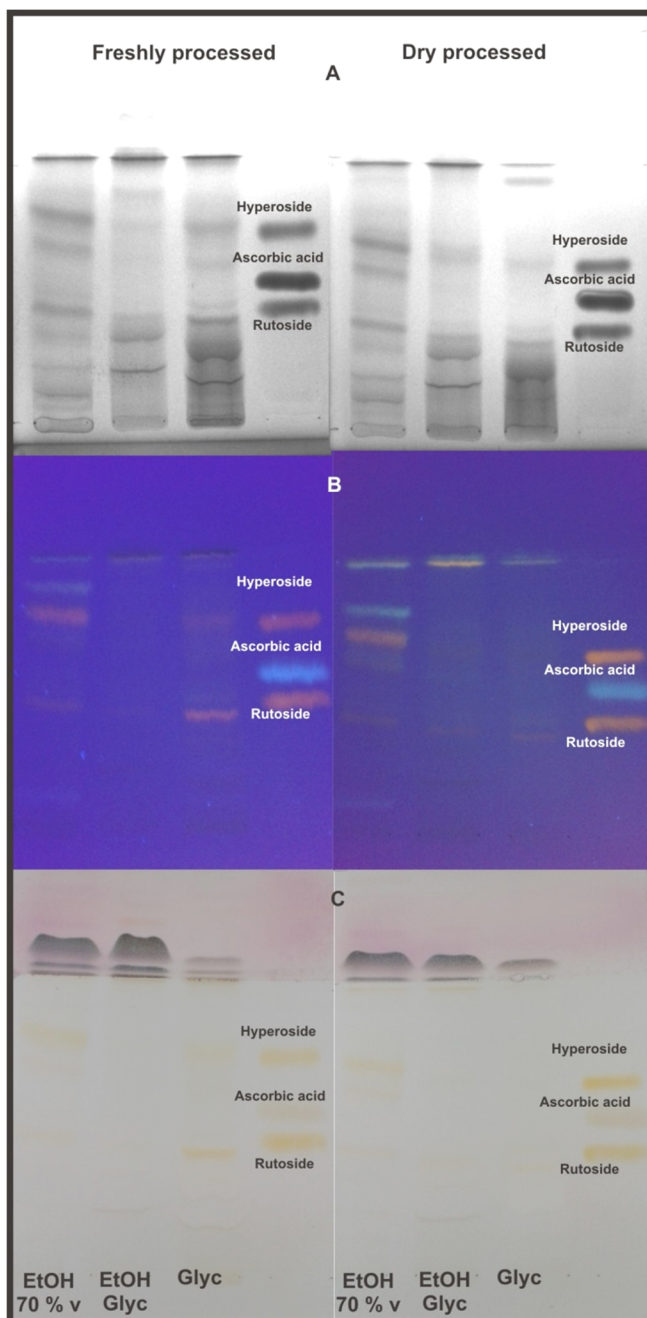 Freshly processed
Dry processed
A
Hyperoside
Ascorbic acid
Rutoside
Hyperoside
Ascorbic acid
Rutoside
B
Hyperoside
Ascorbic acid
Rutoside
Hyperoside
Ascorbic acid
Rutoside
C
Hyperoside
Ascorbic acid
Rutoside
Hyperoside
Ascorbic acid
Rutoside
EtOH
70 % v
EtOH
Glyc
Glyc
EtOH
70 % v
EtOH
Glyc
Glyc